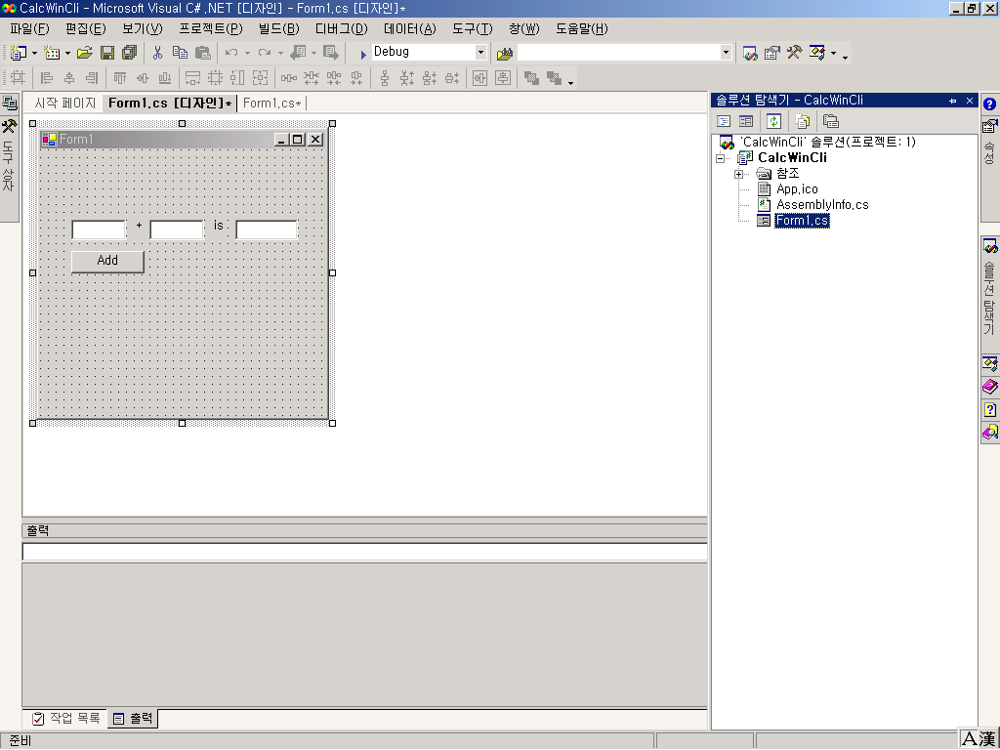 CalcWinCli - Microsoft Visual C# .NET [디자인] - Form1.cs [디자인]*
파일(F) 편집(E) 보기(V) 프로젝트(P) 빌드(B) 디버그(D) 데이터(A) 도구(T) 창(W) 도움말(H)
Debug
시작 페이지 Form1.cs [디자인]* Form1.cs*
도구 상자
Form1
+ is
Add
솔루션 탐색기 - CalcWinCli
'CalcWinCli' 솔루션(프로젝트: 1)
CalcWinCli
참조
App.ico
AssemblyInfo.cs
Form1.cs
속성
솔루션 탐색기
출력
작업 목록 출력
준비
A漢